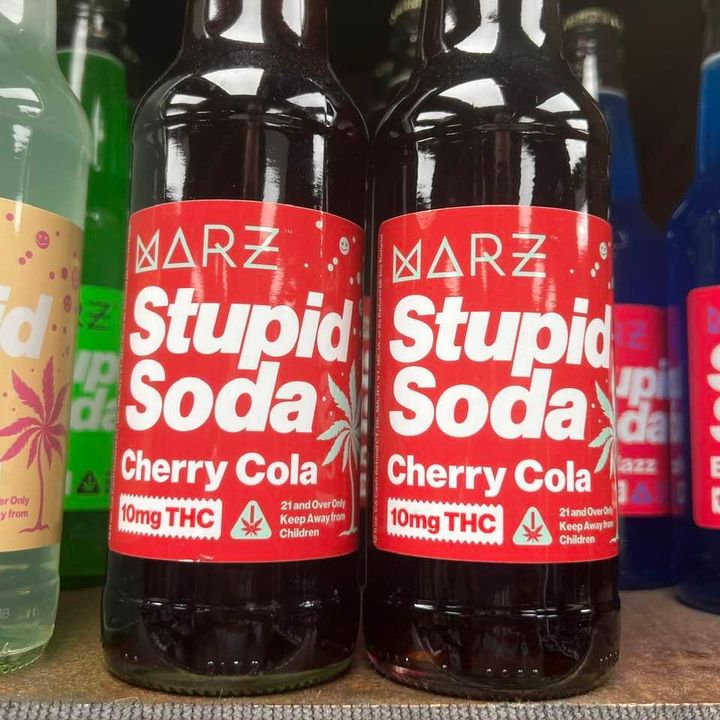 MARZ
Stupid
Soda
Cherry Cola
10mg THC
21 and Over Only
Keep Away from
Children
MARZ
Stupid
Soda
Cherry Cola
10mg THC
21 and Over Only
Keep Away from
Children